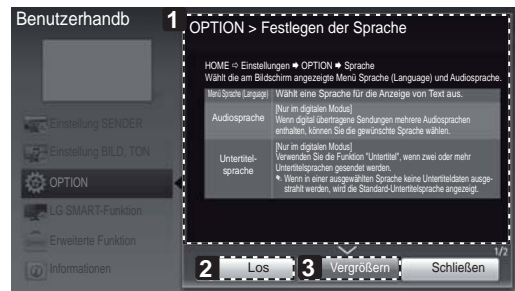 Benutzerhandb
1
OPTION > Festlegen der Sprache
HOME ⇨ Einstellungen ➡ OPTION ➡ Sprache
Wählt die am Bildschirm angezeigte Menü Sprache (Language) und Audiosprache.
Menü Sprache (Language) Wählt eine Sprache für die Anzeige von Text aus.
Audiosprache
[Nur im digitalen Modus]
Wenn digital übertragene Sendungen mehrere Audiosprachen
enthalten, können Sie die gewünschte Sprache wählen.
Untertitel-
sprache
[Nur im digitalen Modus]
Verwenden Sie die Funktion "Untertitel", wenn zwei oder mehr
Untertitelsprachen gesendet werden.
Wenn in einer ausgewählten Sprache keine Untertiteldaten ausge-
strahlt werden, wird die Standard-Untertitelsprache angezeigt.
Einstellung SENDER
Einstellung BILD, TON
OPTION
LG SMART-Funktion
Erweiterte Funktion
Informationen
1/2
2 Los
3 Vergrößern
Schließen